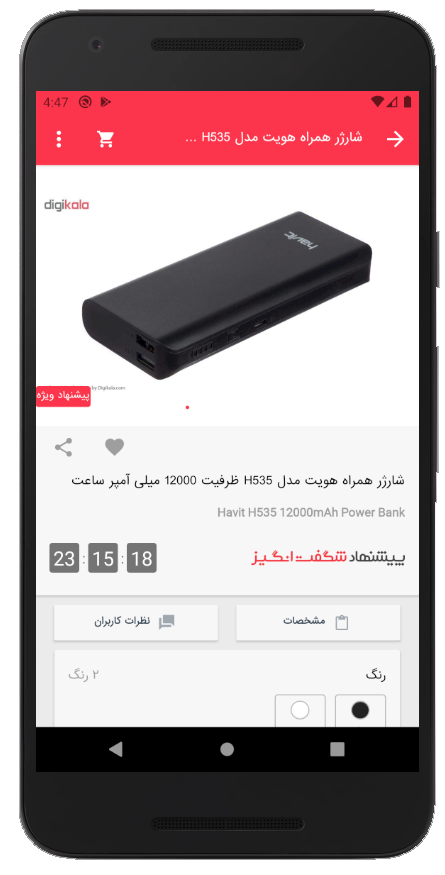 4:47
شارژر همراه هویت مدل H535 ...
digikala
havit
by Digikala.com
پیشنهاد ویژه
شارژر همراه هویت مدل H535 ظرفیت 12000 میلی آمپر ساعت
Havit H535 12000mAh Power Bank
پیشنهاد شگفت انگیز
23 : 15 : 18
مشخصات
نظرات کاربران
رنگ
۲ رنگ